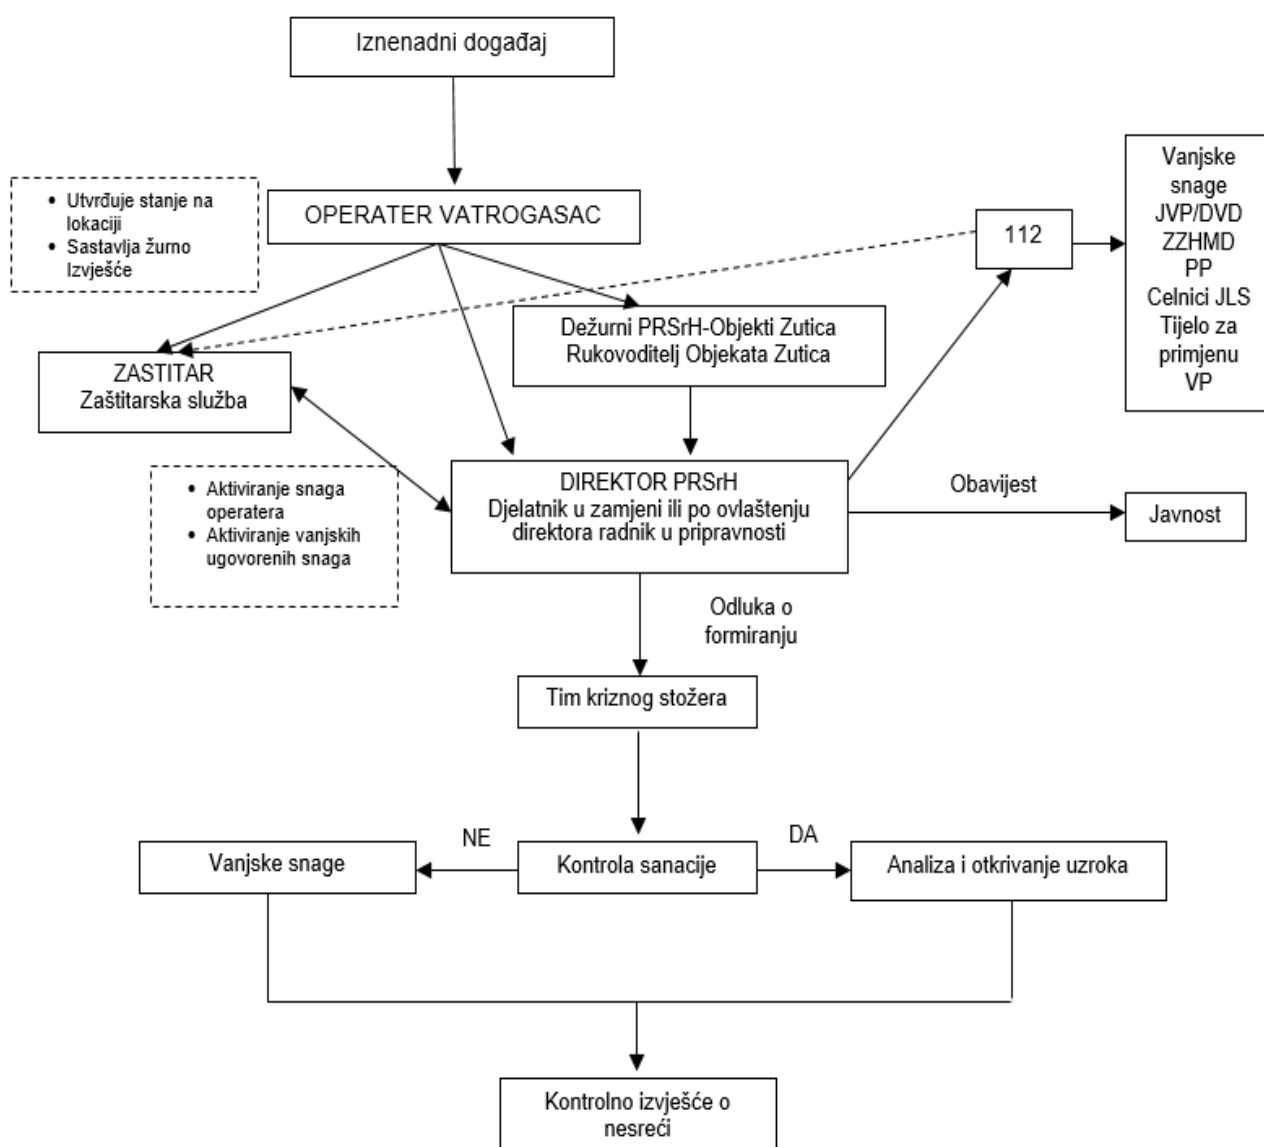 Iznenadni događaj
• Utvrđuje stanje na
lokaciji
• Sastavlja žurno
Izvješće
OPERATER VATROGASAC
112
Vanjske
snage
JVP/DVD
ZZHMD
PP
Celnici JLS
Tijelo za
primjenu
VP
Dežurni PRSrH-Objekti Zutica
Rukovoditelj Objekata Zutica
ZASTITAR
Zaštitarska služba
• Aktiviranje snaga
operatera
• Aktiviranje vanjskih
ugovorenih snaga
DIREKTOR PRSrH
Djelatnik u zamjeni ili po ovlaštenju
direktora radnik u pripravnosti
Obavijest
Javnost
Odluka o
formiranju
Tim kriznog stožera
Vanjske snage
NE
Kontrola sanacije
DA
Analiza i otkrivanje uzroka
Kontrolno izvješće o
nesreći